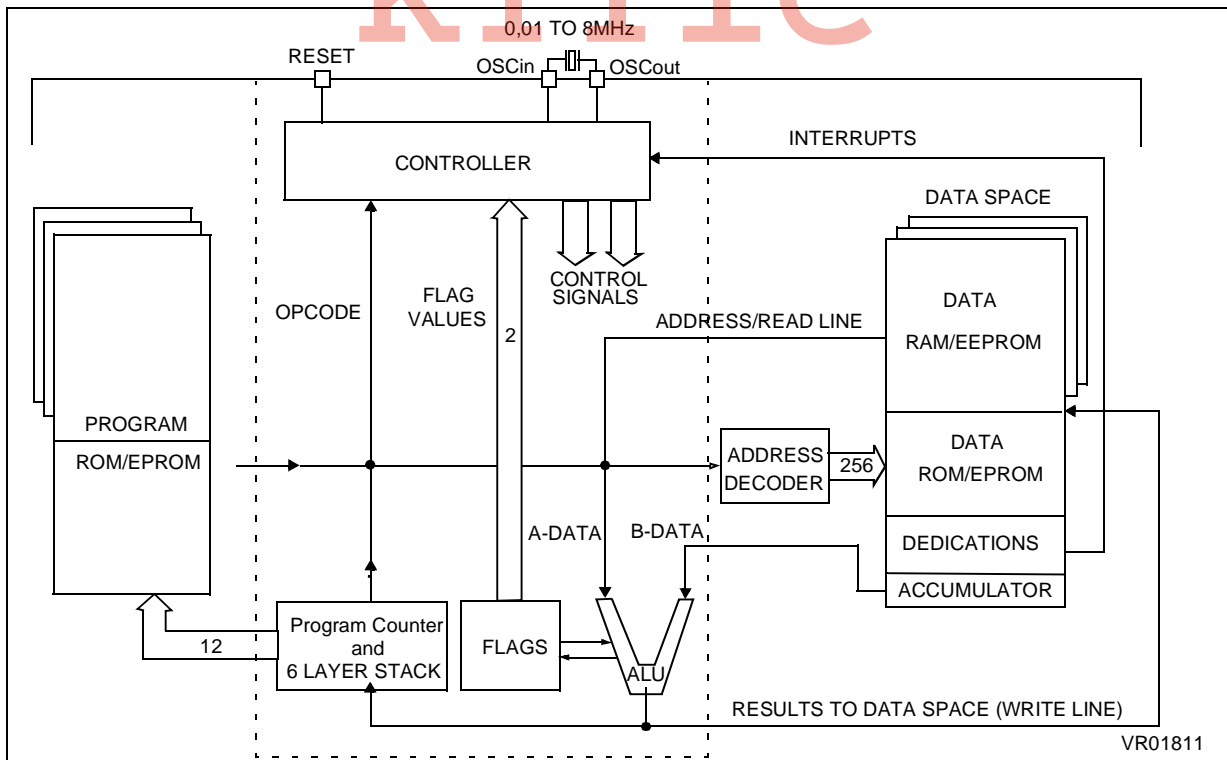 0,01 TO 8MHz
RESET
OSCin
OSCout
INTERRUPTS
CONTROLLER
DATA SPACE
CONTROL
SIGNALS
OPCODE
FLAG
VALUES
2
ADDRESS/READ LINE
DATA
RAM/EEPROM
PROGRAM
ROM/EPROM
ADDRESS
DECODER
256
DATA
ROM/EPROM
A-DATA
B-DATA
DEDICATIONS
ACCUMULATOR
12
Program Counter
and
6 LAYER STACK
FLAGS
ALU
RESULTS TO DATA SPACE (WRITE LINE)
VR01811